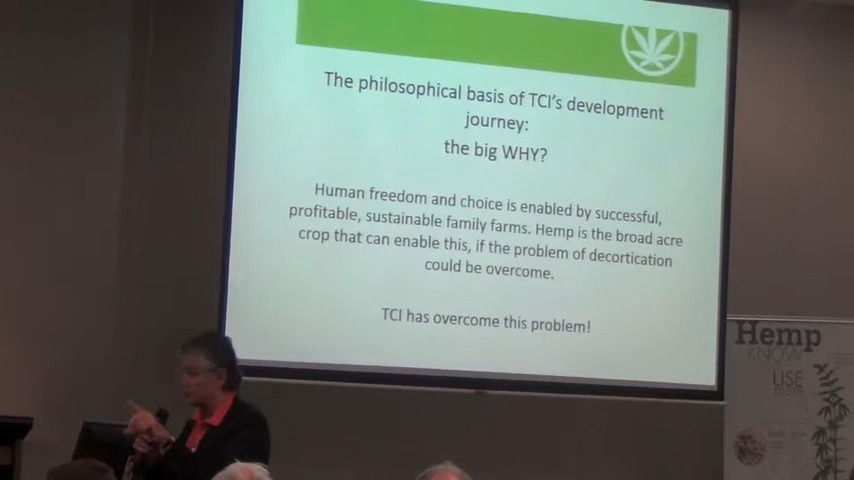 The philosophical basis of TCI's development
journey:
the big WHY?
Human freedom and choice is enabled by successful,
profitable, sustainable family farms. Hemp is the broad acre
crop that can enable this, if the problem of decortication
could be overcome.
TCI has overcome this problem!
Hemp
KNOW
USE